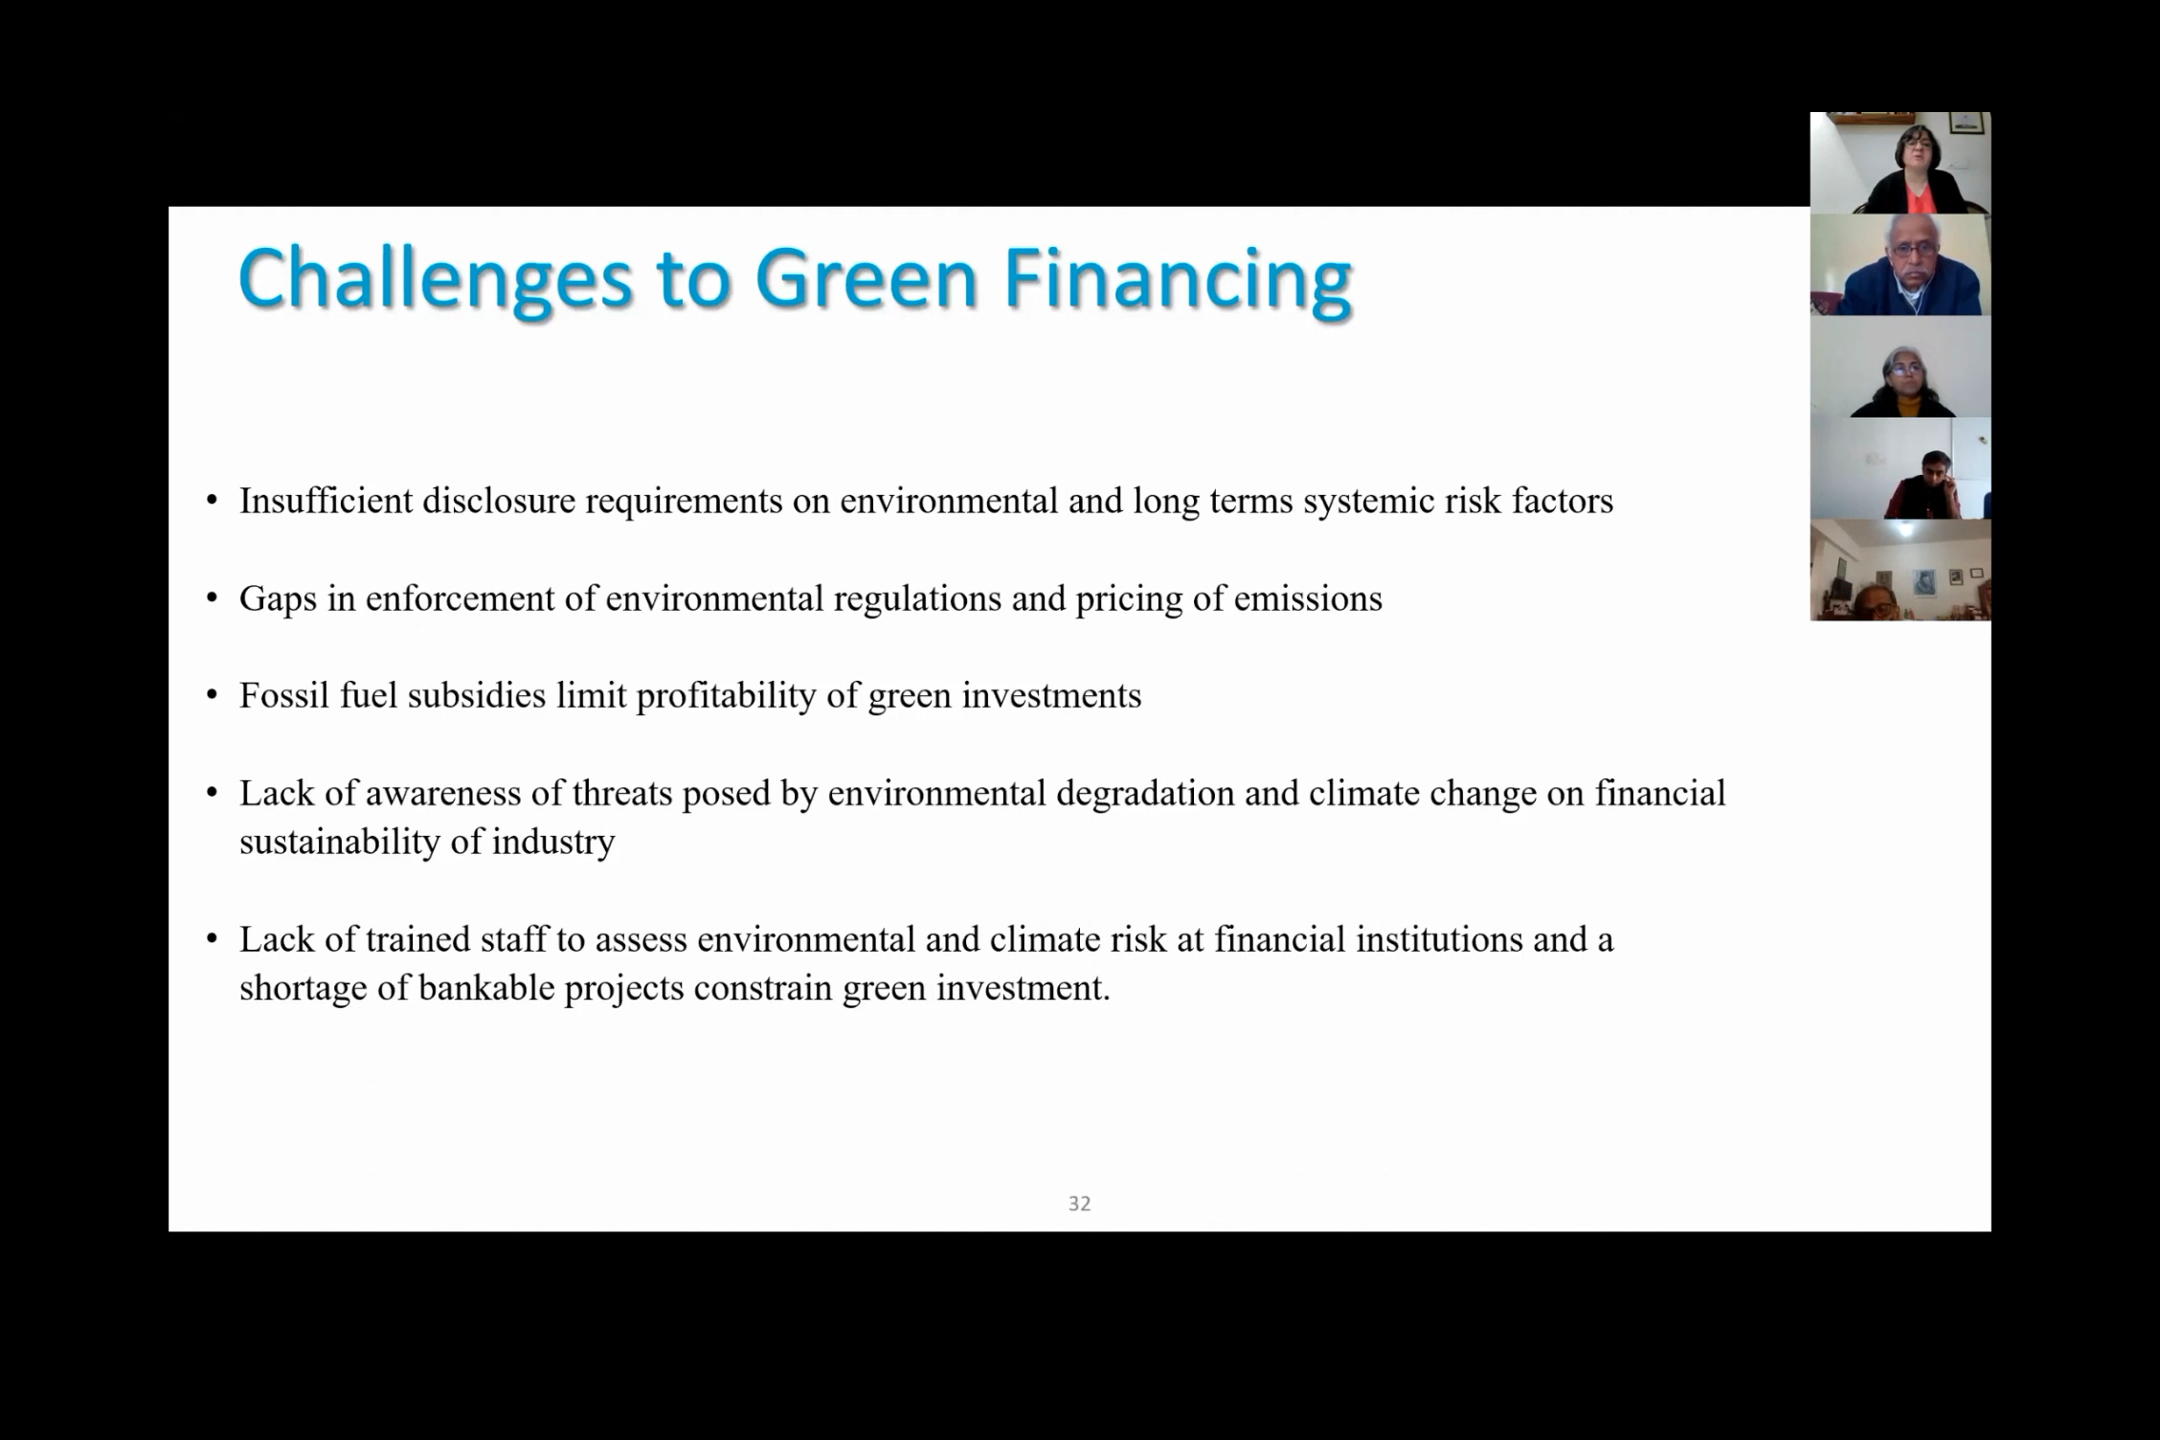 Challenges to Green Financing
• Insufficient disclosure requirements on environmental and long terms systemic risk factors
• Gaps in enforcement of environmental regulations and pricing of emissions
• Fossil fuel subsidies limit profitability of green investments
• Lack of awareness of threats posed by environmental degradation and climate change on financial
sustainability of industry
• Lack of trained staff to assess environmental and climate risk at financial institutions and a
shortage of bankable projects constrain green investment.
32